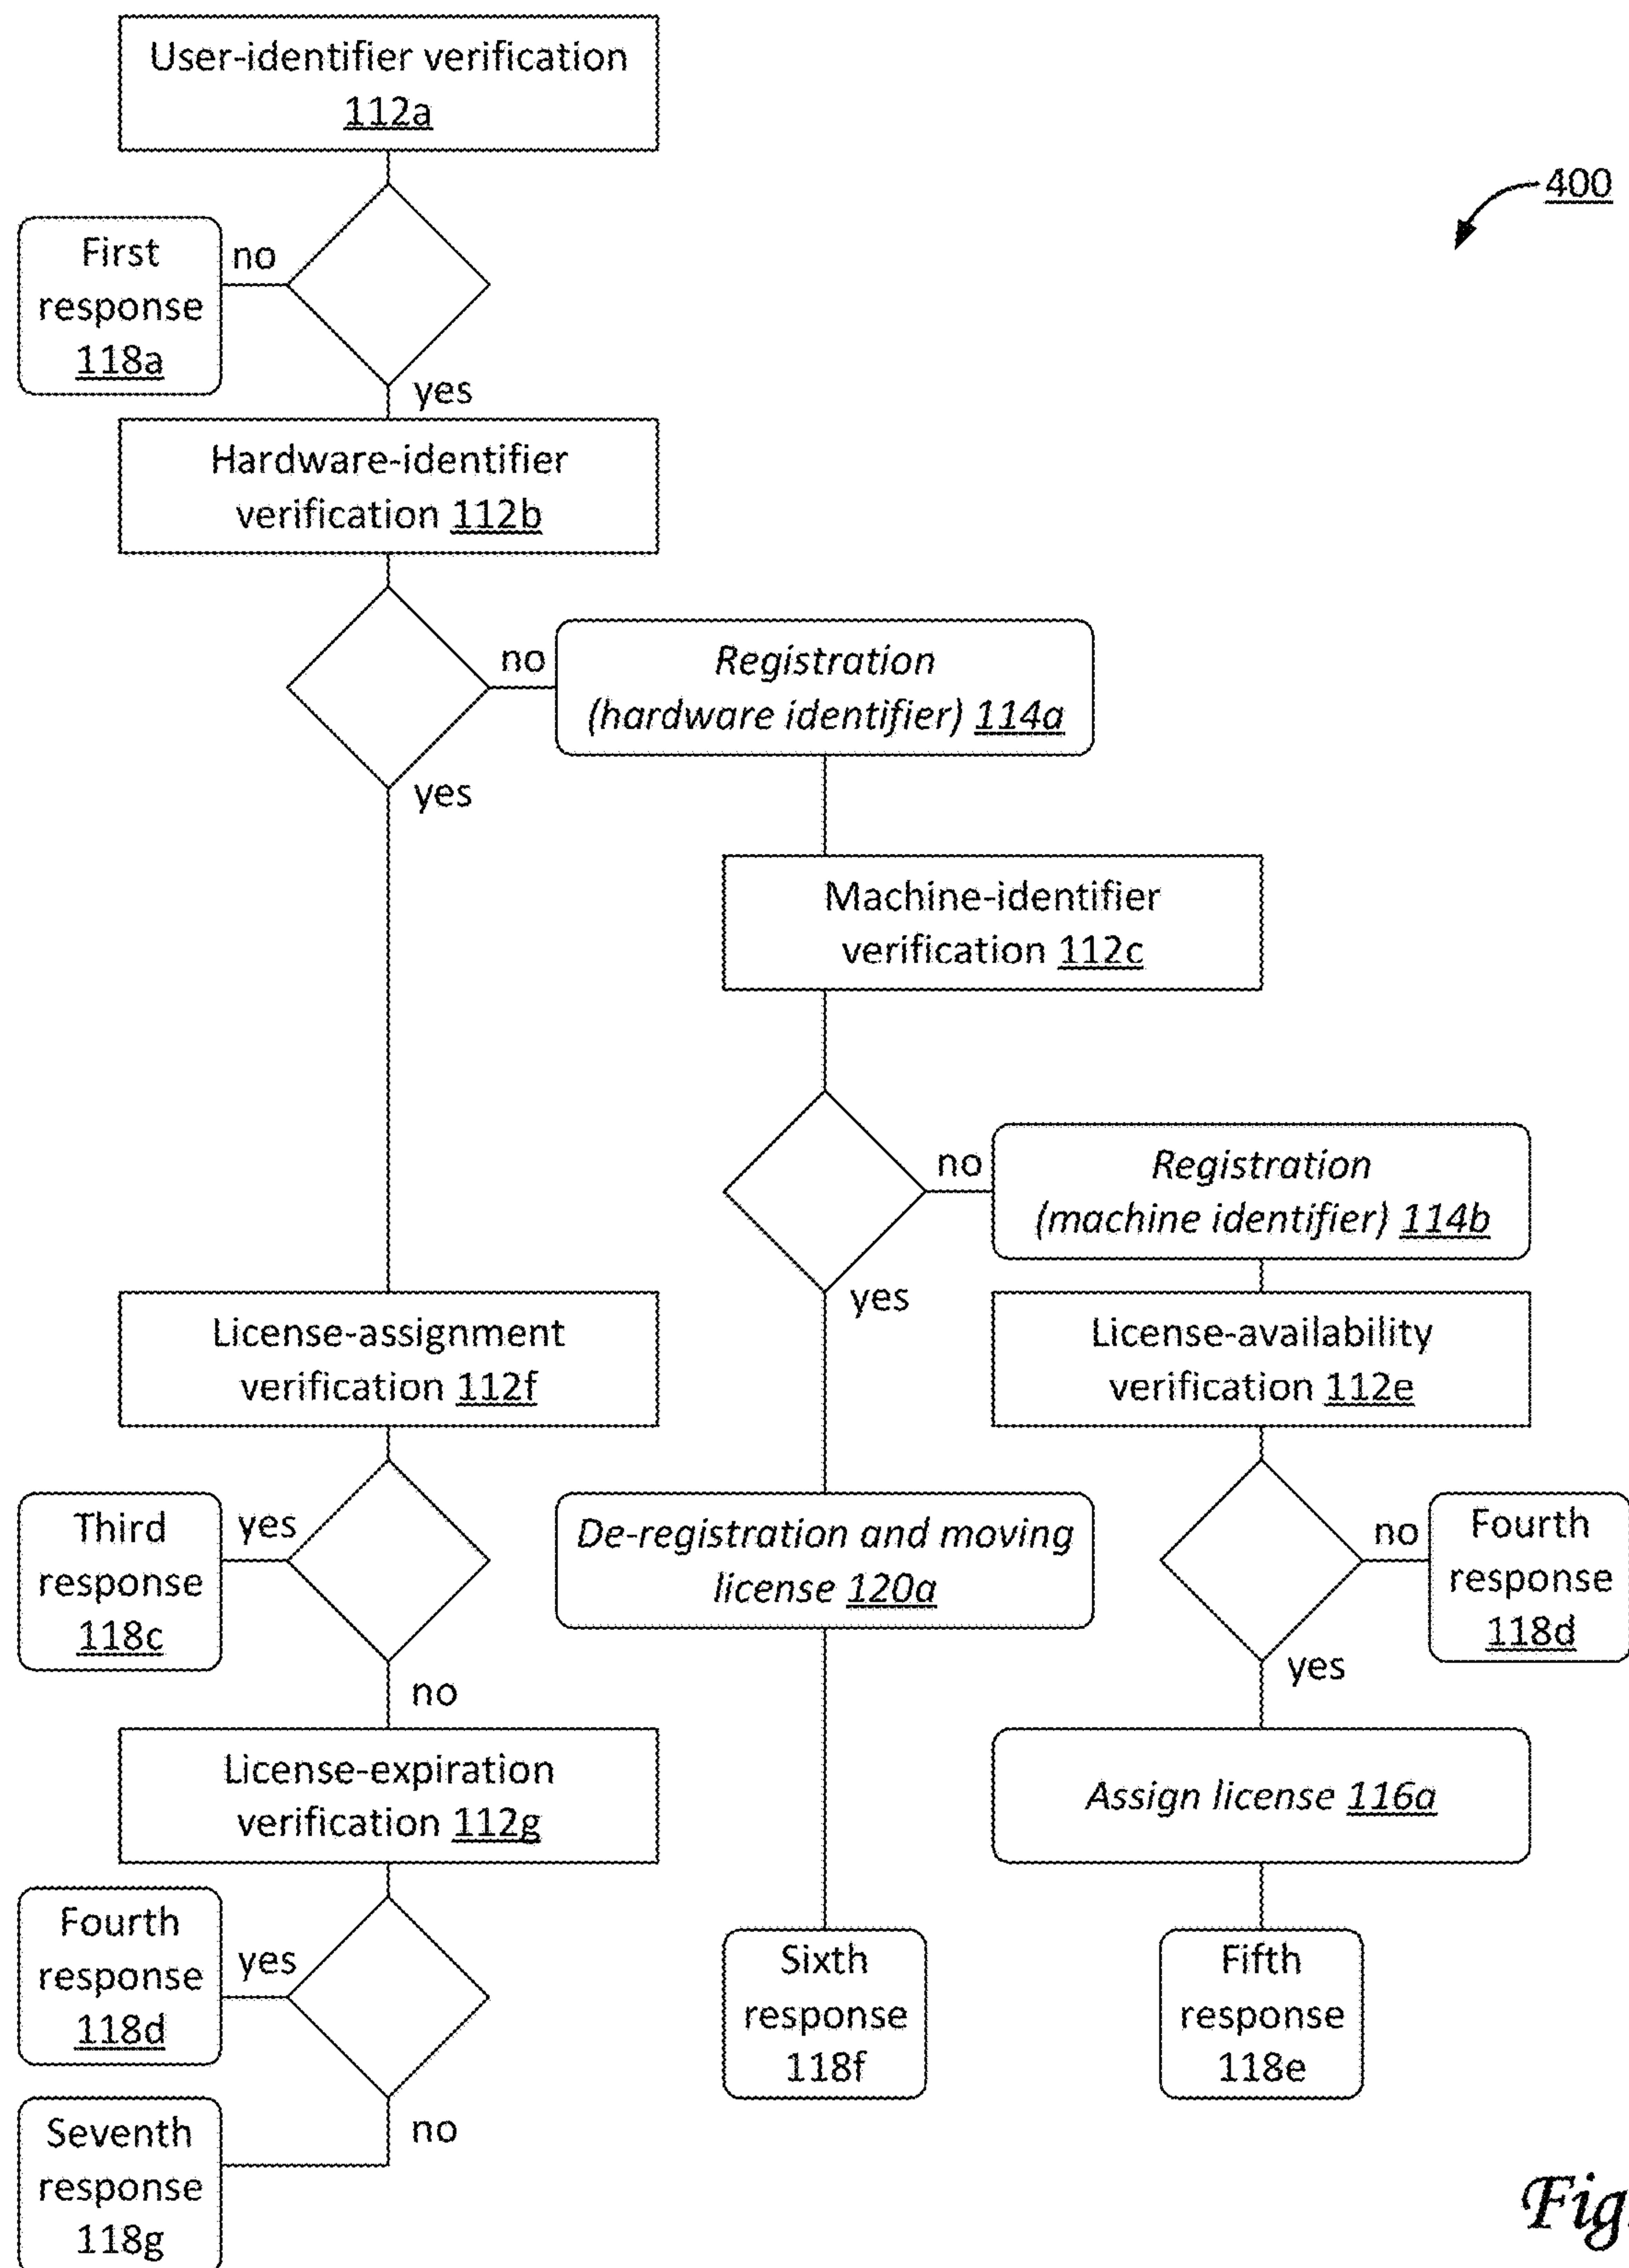 User-identifier verification
112a
400
First
response
118a
no
yes
Hardware-identifier
verification 112b
no
Registration
(hardware identifier) 114a
yes
Machine-identifier
verification 112c
no
Registration
(machine identifier) 114b
yes
License-assignment
verification 112f
License-availability
verification 112e
Third
response
118c
yes
De-registration and moving
license 120a
no
Fourth
response
118d
yes
no
License-expiration
verification 112g
Assign license 116a
Fourth
response
118d
yes
Sixth
response
118f
Fifth
response
118e
no
Seventh
response
118g
Fig.